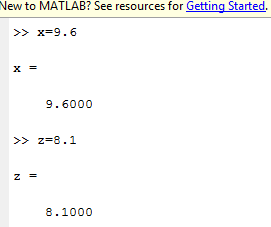 New to MATLAB? See resources for Getting Started.
>> x=9.6
x =
9.6000
>> z=8.1
z =
8.1000